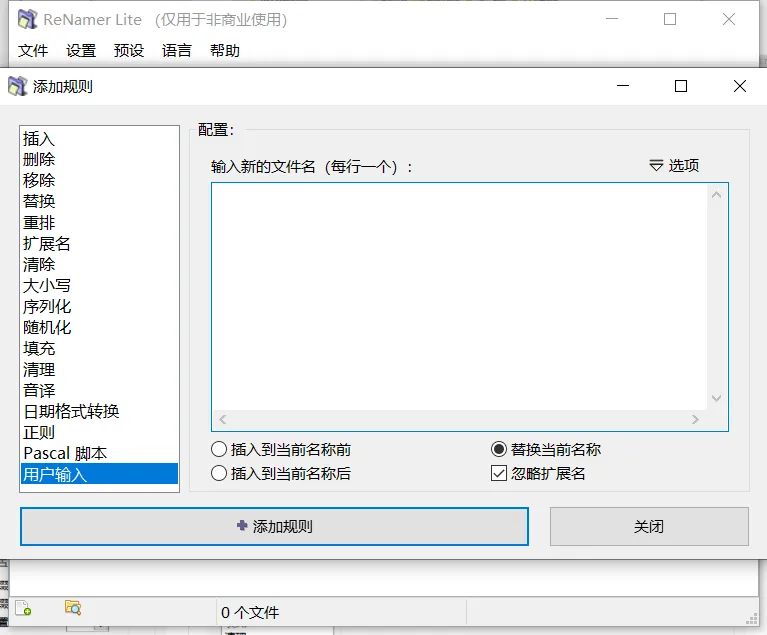 ReNamer Lite （仅用于非商业使用）
文件 设置 预设 语言 帮助
添加规则
插入
删除
移除
替换
重排
扩展名
清除
大小写
序列化
随机化
填充
清理
音译
日期格式转换
正则
Pascal 脚本
用户输入
配置：
输入新的文件名（每行一个）：
选项
插入到当前名称前
替换当前名称
插入到当前名称后
忽略扩展名
添加规则
关闭
0 个文件